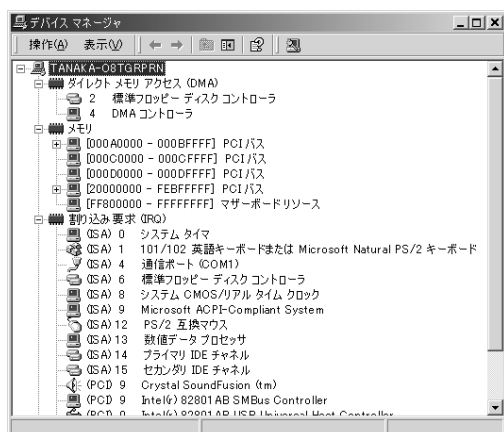 デバイス マネージャ
操作(A) 表示(V)
TANAKA-O8TGRPRN
ダイレクト メモリ アクセス (DMA)
2 標準フロッピー ディスク コントローラ
4 DMA コントローラ
メモリ
[000A0000 - 000BFFFF] PCI バス
[000C0000 - 000CFFFF] PCI バス
[000D0000 - 000DFFFF] PCI バス
[20000000 - FEBFFFFF] PCI バス
[FF800000 - FFFFFFFF] マザーボード リソース
割り込み要求 (IRQ)
(ISA) 0 システム タイマ
(ISA) 1 101/102 英語キーボードまたは Microsoft Natural PS/2 キーボード
(ISA) 4 通信ポート (COM1)
(ISA) 6 標準フロッピー ディスク コントローラ
(ISA) 8 システム CMOS/リアル タイム クロック
(ISA) 9 Microsoft ACPI-Compliant System
(ISA) 12 PS/2 互換マウス
(ISA) 13 数値データ プロセッサ
(ISA) 14 プライマリ IDE チャネル
(ISA) 15 セカンダリ IDE チャネル
(PCI) 9 Crystal SoundFusion (tm)
(PCI) 9 Intel(r) 82801AB SMBus Controller
(PCI) 9 Intel(r) 82801AB USB Universal Host Controller